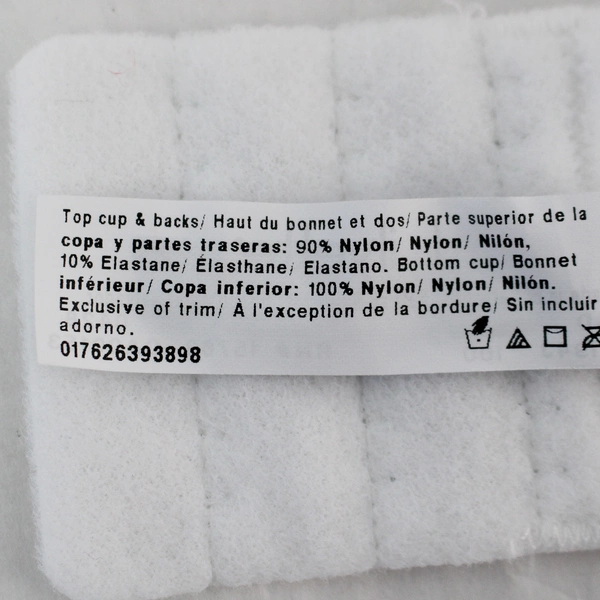 Top cup & backs/ Haut du bonnet et dos/ Parte superior de la
copa y partes traseras: 90% Nylon/ Nylon/ Nilón,
10% Elastane/ Élasthane/ Elastano. Bottom cup/ Bonnet
inférieur/ Copa inferior: 100% Nylon/ Nylon/ Nilón.
Exclusive of trim/ À l'exception de la bordure/ Sin incluir
adorno.
017626393898